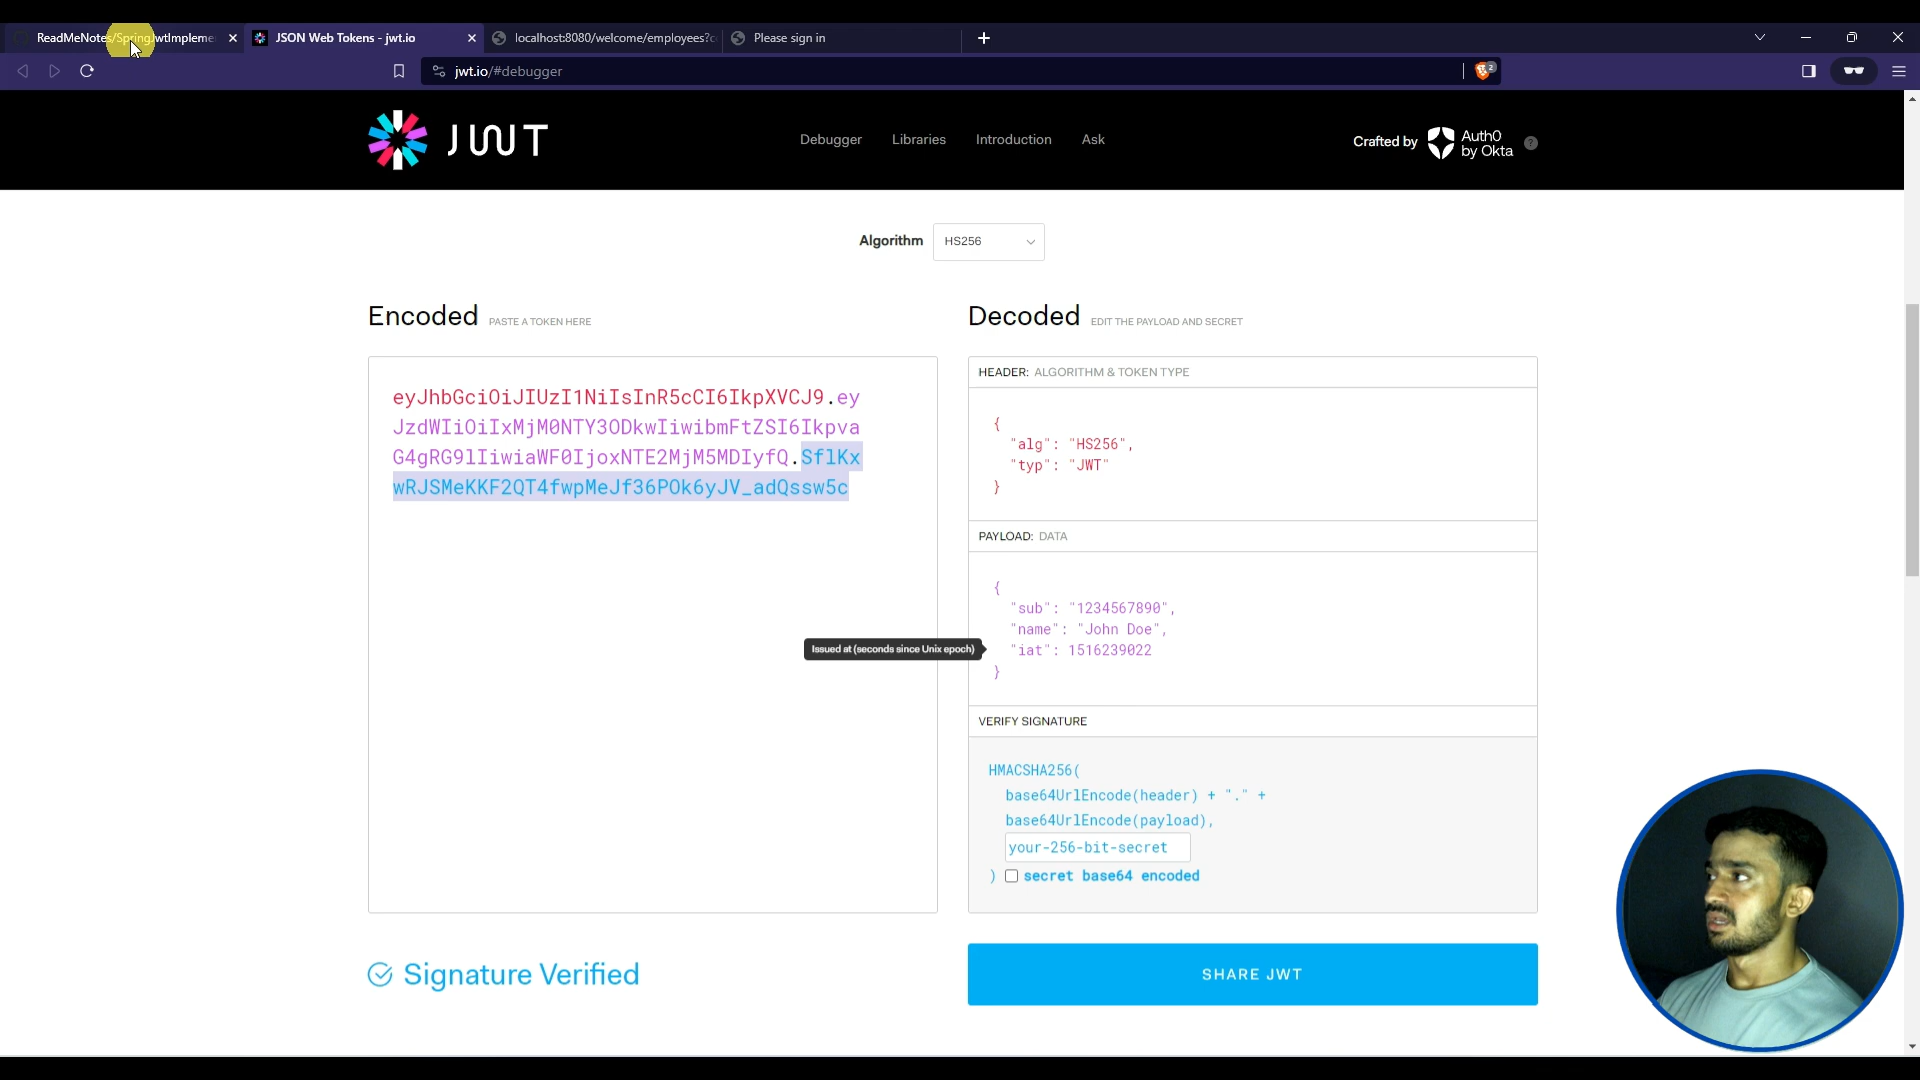 ReadMeNotes/SpringJwtImpleme
JSON Web Tokens - jwt.io
localhost:8080/welcome/employees?c
Please sign in
jwt.io/#debugger
2
JWT
Debugger
Libraries
Introduction
Ask
Crafted by
Auth0
by Okta
?
Algorithm
HS256
Encoded PASTE A TOKEN HERE
eyJhbGciOiJIUzI1NiIsInR5cCI6IkpXVCJ9.ey
JzdWIiOiIxMjM0NTY3ODkwIiwibmFtZSI6Ikpva
G4gRG9lIiwiaWF0IjoxNTE2MjM5MDIyfQ.SflKx
wRJSMeKKF2QT4fwpMeJf36POk6yJV_adQssw5c
Decoded EDIT THE PAYLOAD AND SECRET
HEADER: ALGORITHM & TOKEN TYPE
{
"alg": "HS256",
"typ": "JWT"
}
PAYLOAD: DATA
{
"sub": "1234567890",
"name": "John Doe",
"iat": 1516239022
}
Issued at (seconds since Unix epoch)
VERIFY SIGNATURE
HMACSHA256(
base64UrlEncode(header) + "." +
base64UrlEncode(payload),
your-256-bit-secret
) secret base64 encoded
Signature Verified
SHARE JWT